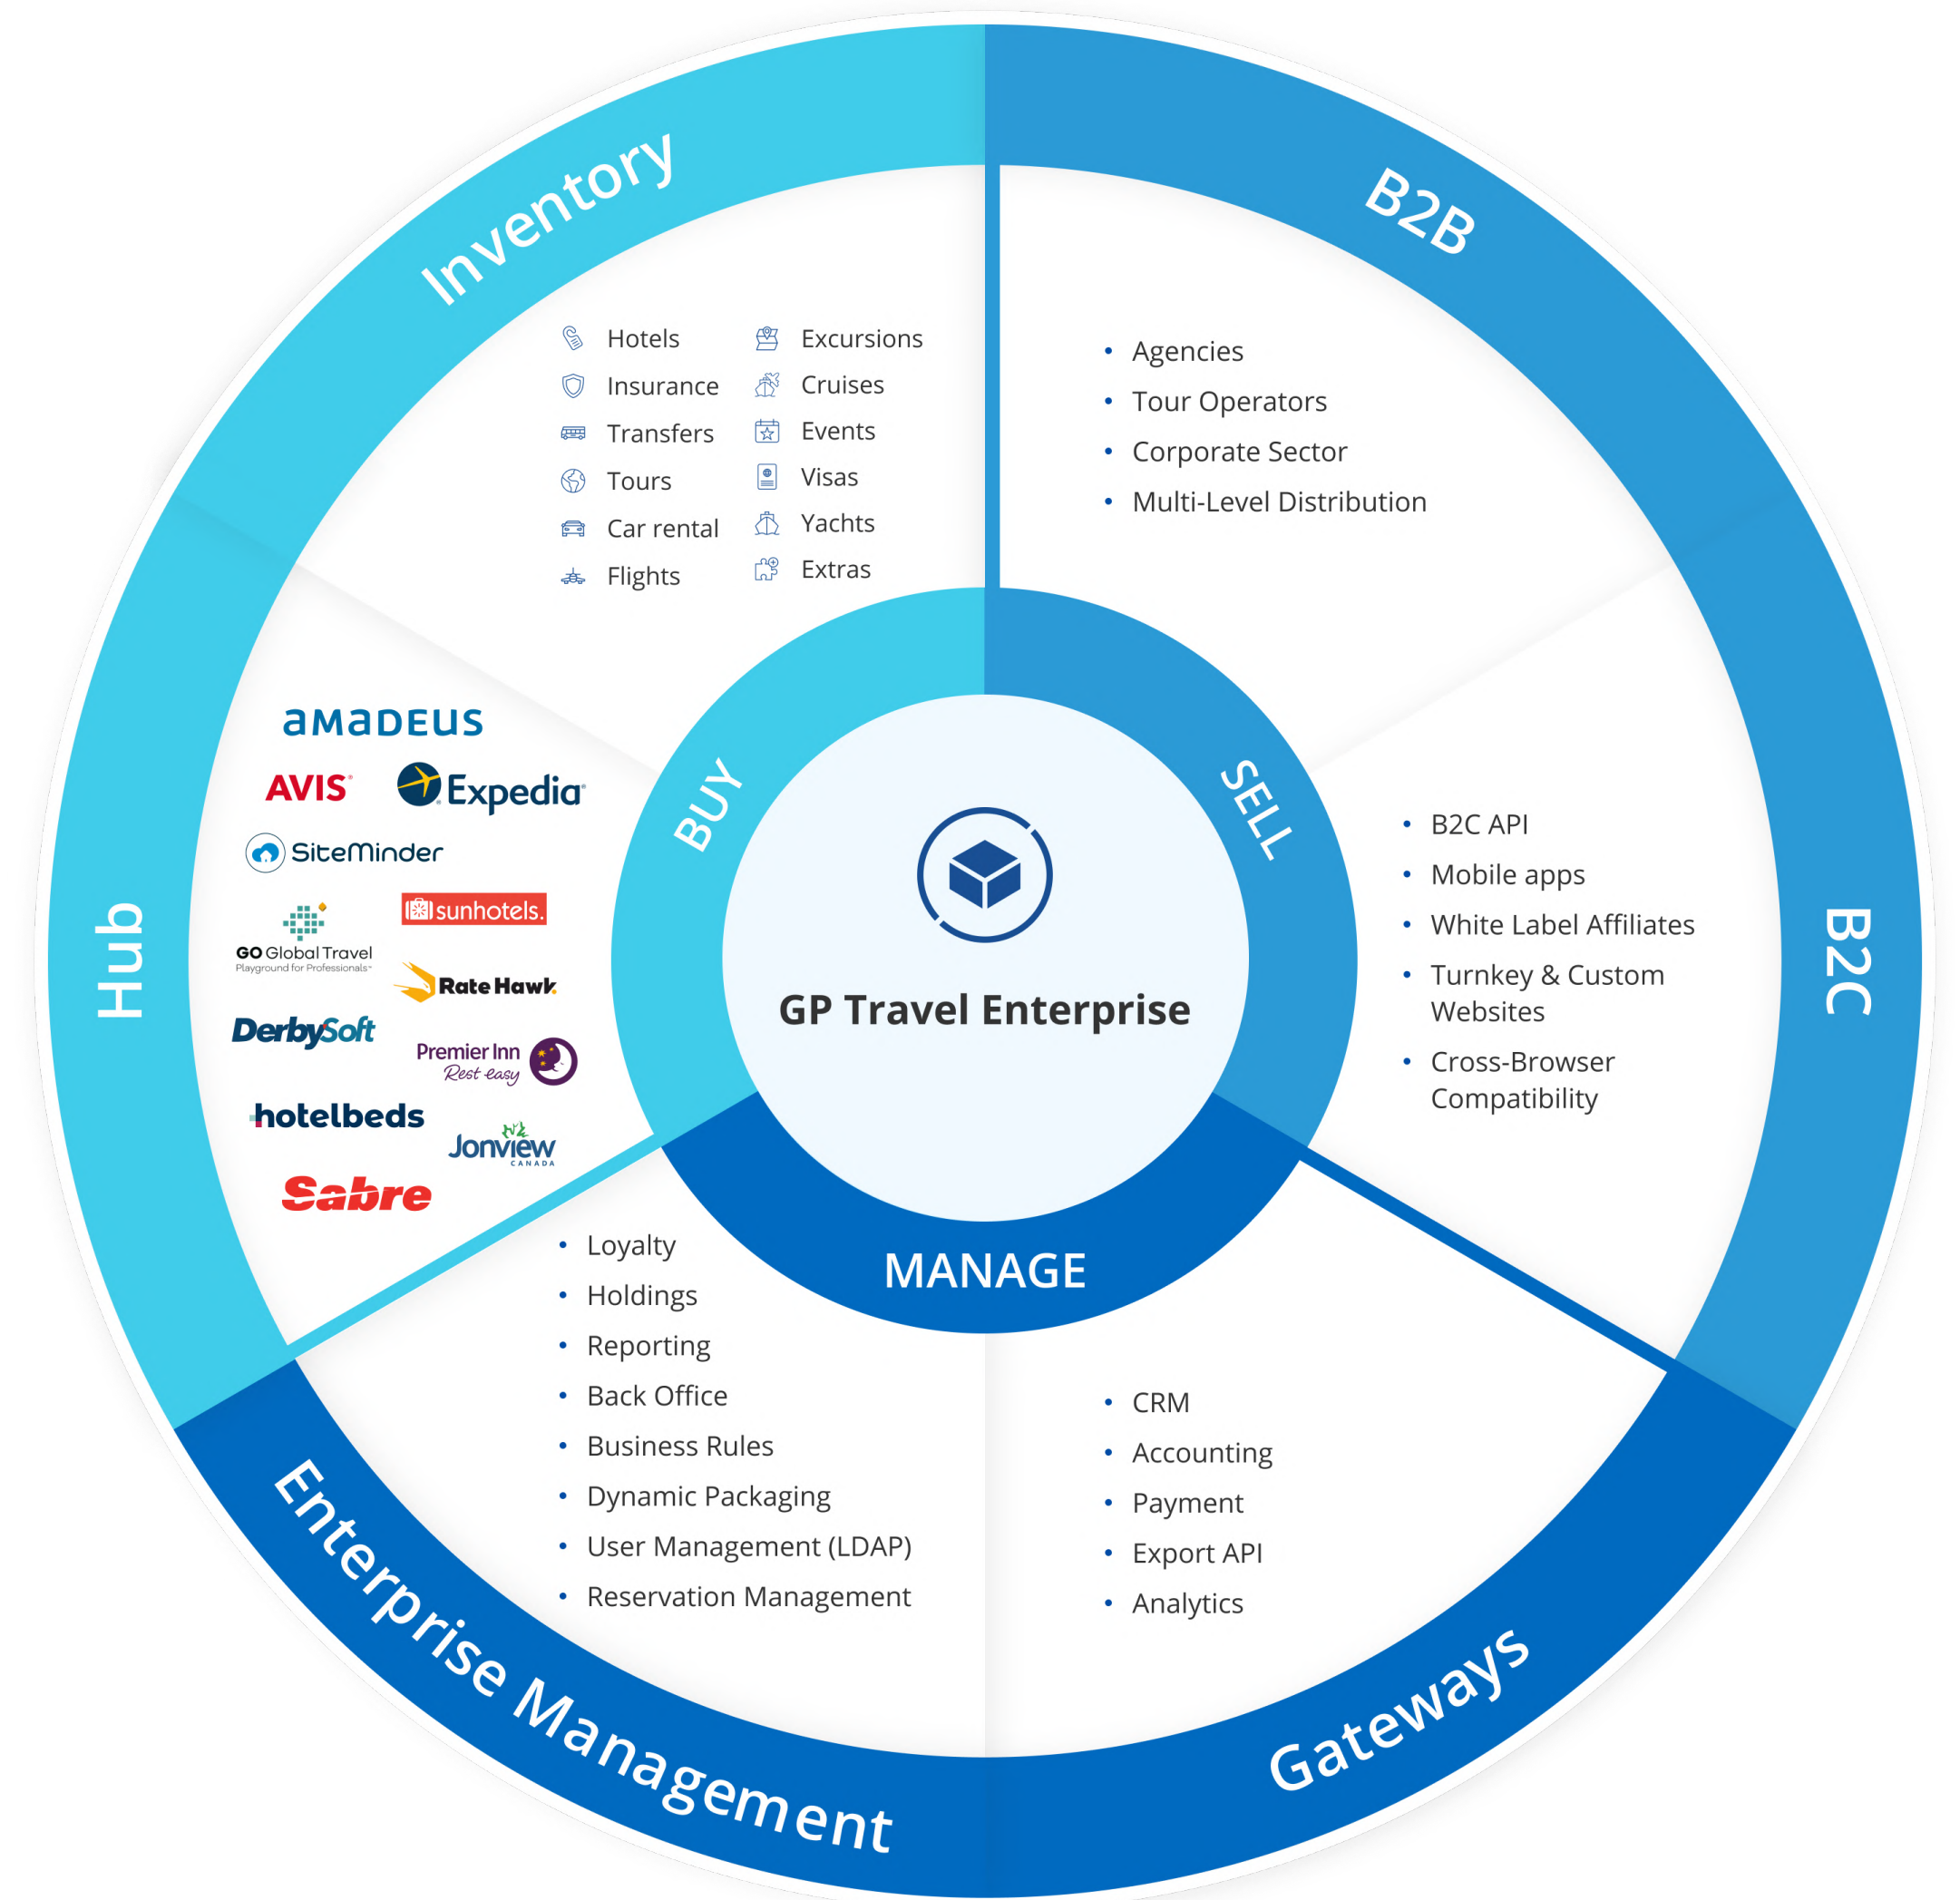 Inventory
Hotels
Insurance
Transfers
Tours
Car rental
Flights
Excursions
Cruises
Events
Visas
Yachts
Extras
B2B
• Agencies
• Tour Operators
• Corporate Sector
• Multi-Level Distribution
Hub
amadeus
AVIS®
Expedia®
SiteMinder
sunhotels.
GO Global Travel
Playground for Professionals™
Rate Hawk
DerbySoft
Premier Inn
Rest easy
hotelbeds
Jonview
CANADA
Sabre
BUY
SELL
GP Travel Enterprise
MANAGE
B2C
• B2C API
• Mobile apps
• White Label Affiliates
• Turnkey & Custom
Websites
• Cross-Browser
Compatibility
• Loyalty
• Holdings
• Reporting
• Back Office
• Business Rules
• Dynamic Packaging
• User Management (LDAP)
• Reservation Management
Enterprise Management
• CRM
• Accounting
• Payment
• Export API
• Analytics
Gateways